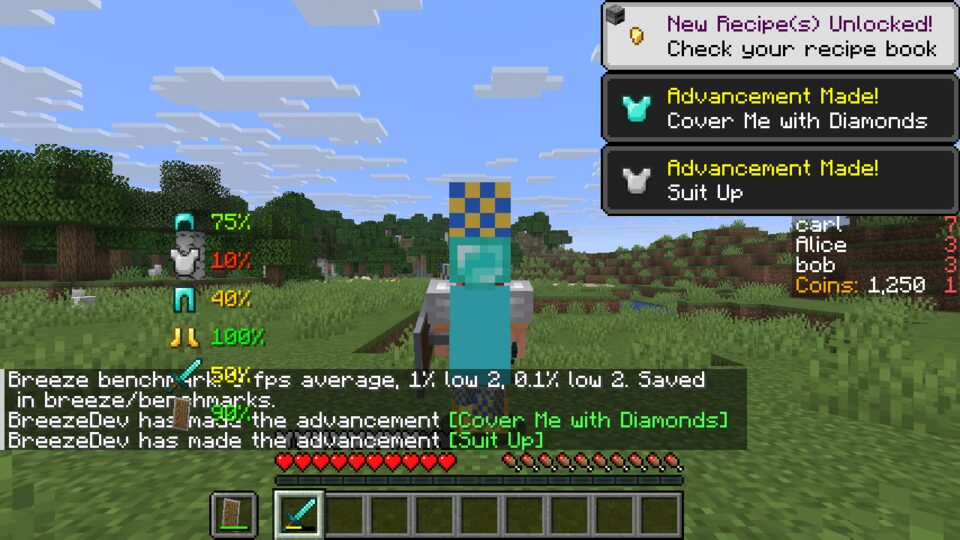 New Recipe(s) Unlocked!
Check your recipe book
Advancement Made!
Cover Me with Diamonds
Advancement Made!
Suit Up
carl 7
Alice 3
bob 3
Coins: 1,250 1
75%
10%
40%
100%
50%
90%
Breeze fps average, 1% low 2, 0.1% low 2. Saved
in breeze/benchmarks.
BreezeDev has made the advancement [Cover Me with Diamonds]
BreezeDev has made the advancement [Suit Up]